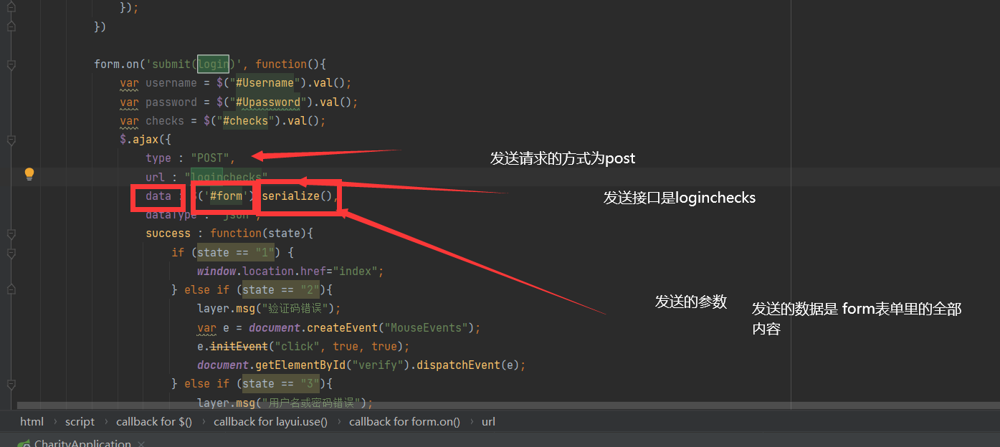 });
})
form.on('submit(login)', function(){
var username = $("#Username").val();
var password = $("#Upassword").val();
var checks = $("#checks").val();
$.ajax({
type : "POST",
发送请求的方式为post
url : "loginchecks"
发送接口是loginchecks
data : $('#form').serialize(),
dataType : "json",
success : function(state){
if (state == "1") {
window.location.href="index";
} else if (state == "2"){
layer.msg("验证码错误");
发送的参数
发送的数据是 form表单里的全部
内容
var e = document.createEvent("MouseEvents");
e.initEvent("click", true, true);
document.getElementById("verify").dispatchEvent(e);
} else if (state == "3"){
layer.msg("用户名或密码错误");
html › script › callback for $() › callback for layui.use() › callback for form.on() › url
CharityApplication ×